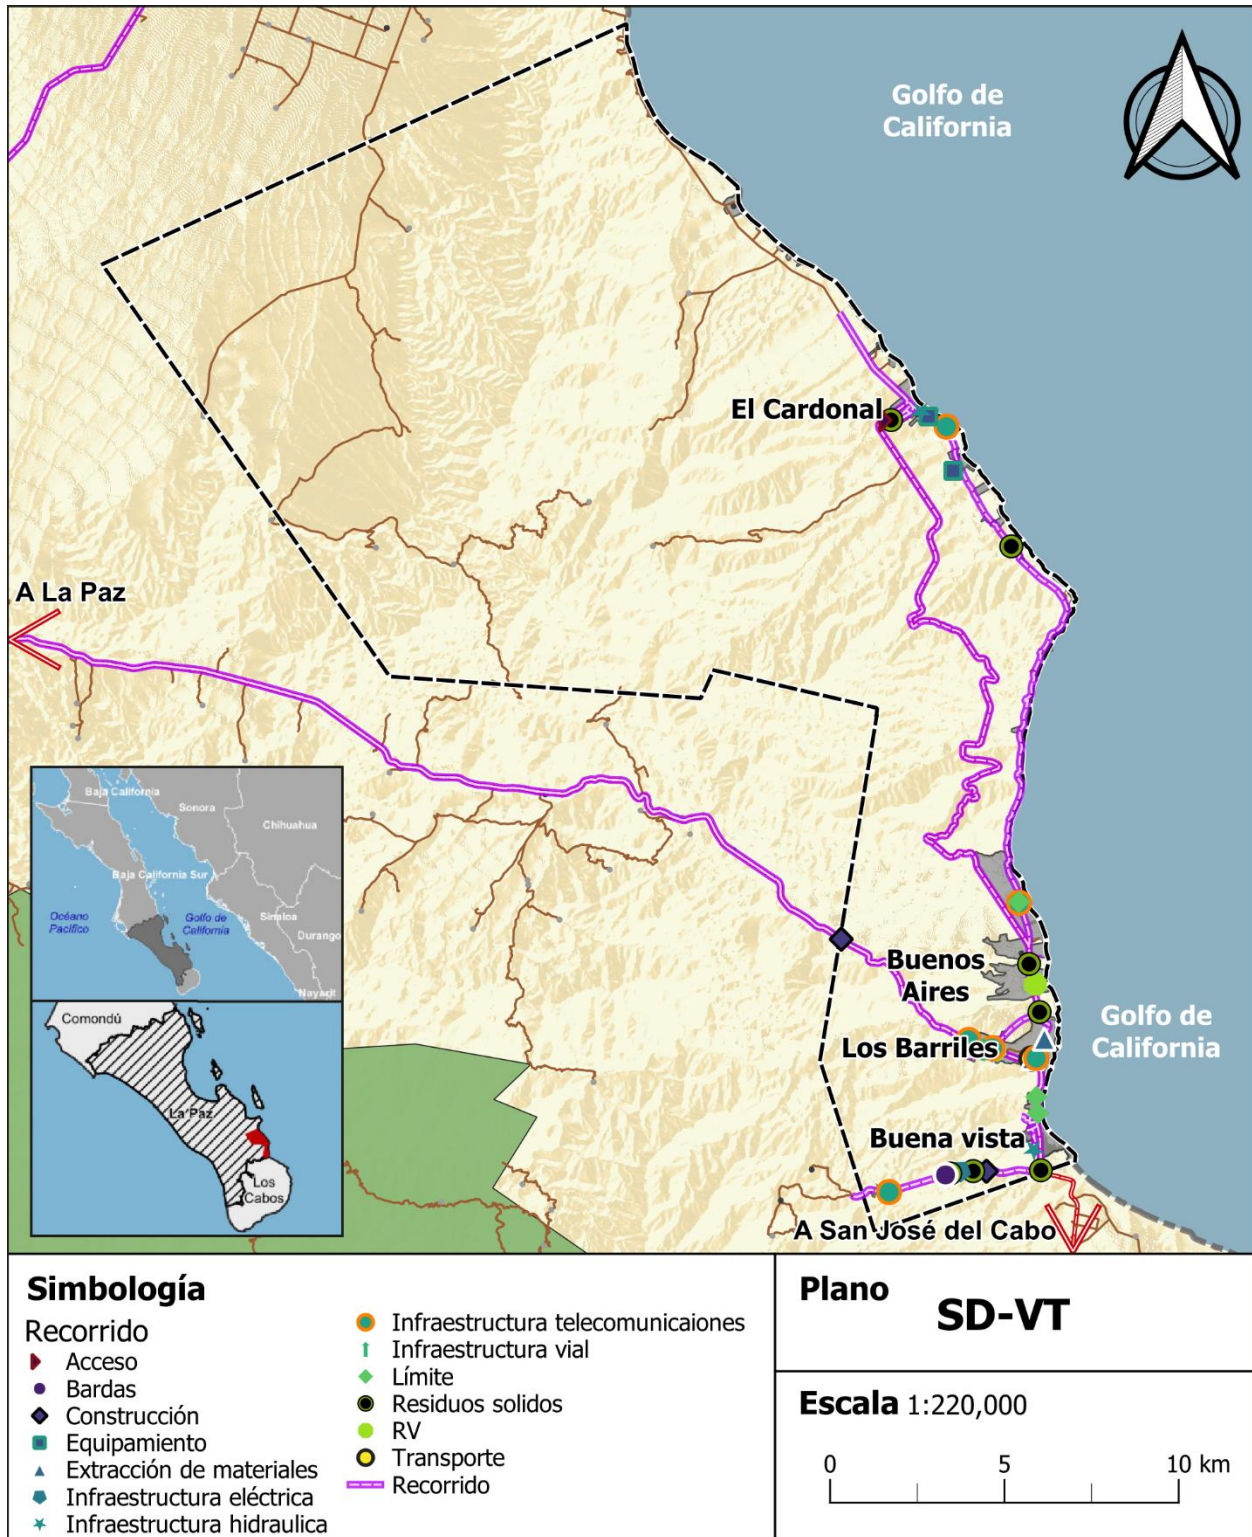 Golfo de
California
El Cardonal
A La Paz
Buenos
Aires
Los Barriles
Golfo de
California
Buena vista
A San José del Cabo
Baja California
Sonora
Chihuahua
Baja California Sur
Océano
Pacífico
Golfo de
California
Sinaloa
Durango
Nayarit
Comondú
La Paz
Los
Cabos
Simbología
Recorrido
Acceso
Bardas
Construcción
Equipamiento
Extracción de materiales
Infraestructura eléctrica
Infraestructura hidraulica
Infraestructura telecomunicaiones
Infraestructura vial
Límite
Residuos solidos
RV
Transporte
Recorrido
Plano
SD-VT
Escala 1:220,000
0 5 10 km